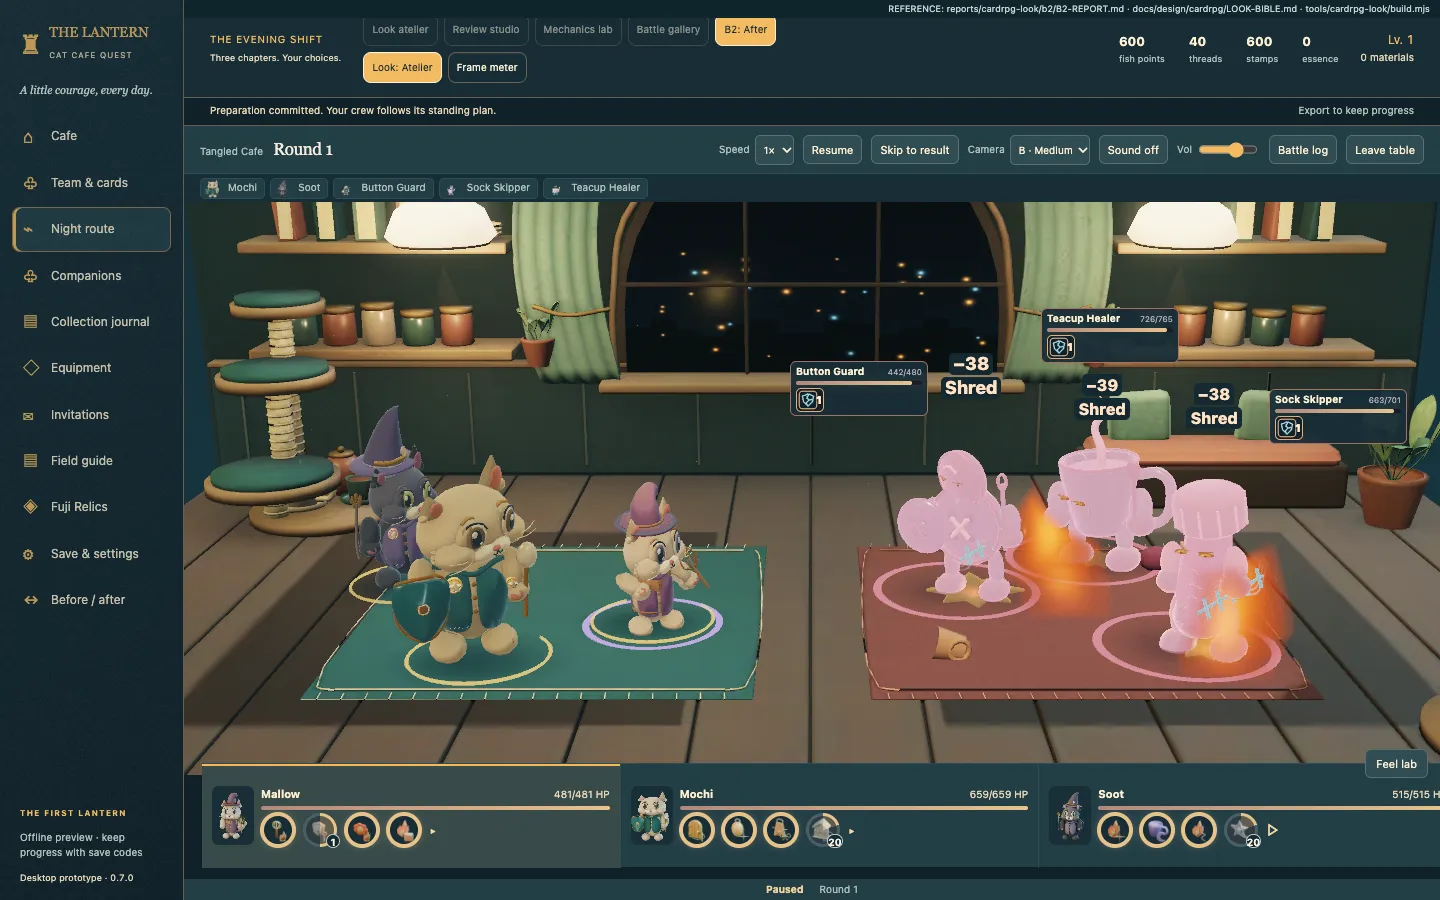 REFERENCE: reports/cardrpg-look/b2/B2-REPORT.md · docs/design/cardrpg/LOOK-BIBLE.md · tools/cardrpg-look/build.mjs
THE LANTERN
CAT CAFE QUEST
A little courage, every day.
Cafe
Team & cards
Night route
Companions
Collection journal
Equipment
Invitations
Field guide
Fuji Relics
Save & settings
Before / after
THE FIRST LANTERN
Offline preview · keep
progress with save codes
Desktop prototype · 0.7.0
THE EVENING SHIFT
Three chapters. Your choices.
Look atelier
Review studio
Mechanics lab
Battle gallery
B2: After
Look: Atelier
Frame meter
600
fish points
40
threads
600
stamps
0
essence
Lv. 1
0 materials
Preparation committed. Your crew follows its standing plan.
Export to keep progress
Tangled Cafe
Round 1
Speed
1x
Resume
Skip to result
Camera
B · Medium
Sound off
Vol
Battle log
Leave table
Mochi
Soot
Button Guard
Sock Skipper
Teacup Healer
Teacup Healer 726/765
1
Button Guard 442/480
1
−38
Shred
−39
Shred
−38
Shred
Sock Skipper 663/701
1
Feel lab
Mallow 481/481 HP
1
Mochi 659/659 HP
20
Soot 515/515 H
20
Paused Round 1